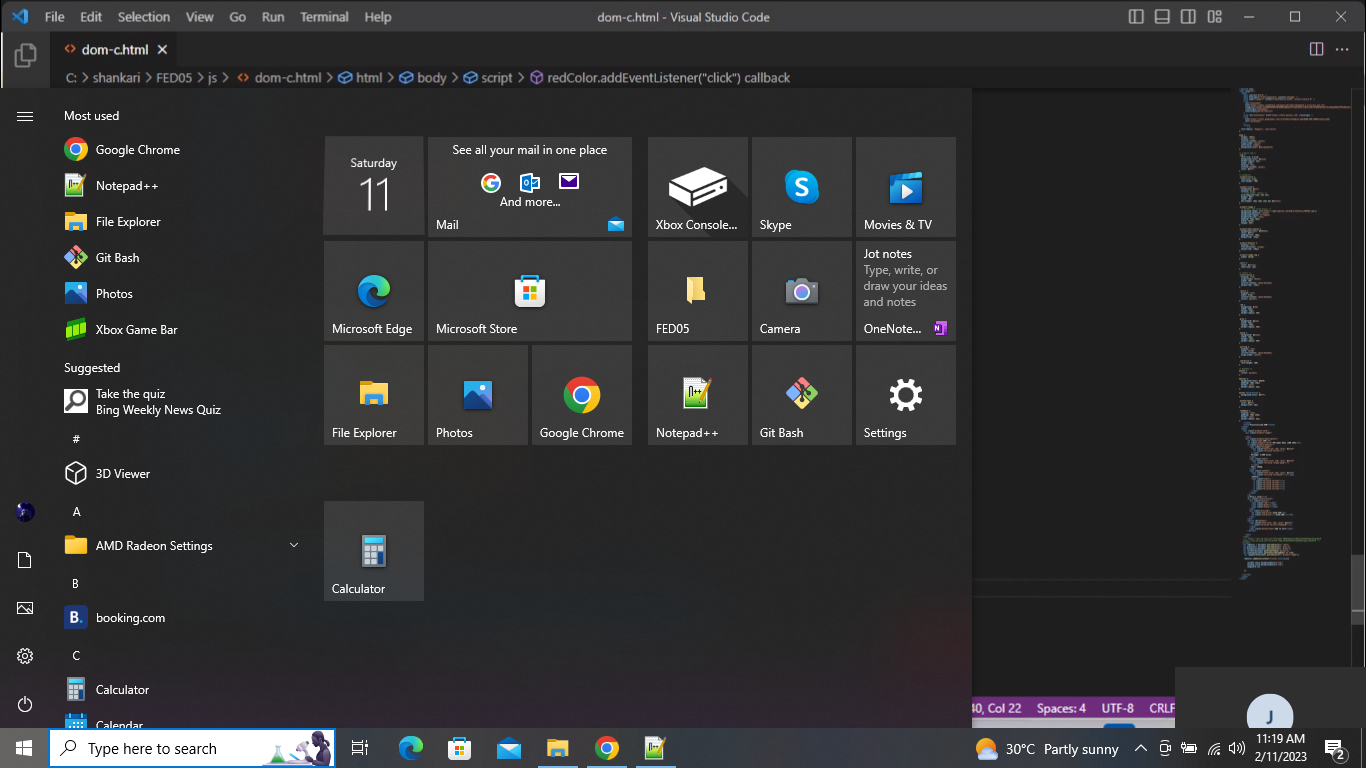 File Edit Selection View Go Run Terminal Help
dom-c.html - Visual Studio Code
dom-c.html
C: > shankari > FED05 > js > dom-c.html > html > body > script > redColor.addEventListener("click") callback
Most used
Google Chrome
Notepad++
File Explorer
Git Bash
Photos
Xbox Game Bar
Suggested
Take the quiz
Bing Weekly News Quiz
#
3D Viewer
A
AMD Radeon Settings
B
B.
booking.com
C
Calculator
Calendar
Saturday
11
See all your mail in one place
And more...
Mail
Xbox Console...
Skype
Movies & TV
Microsoft Edge
Microsoft Store
FED05
Camera
Jot notes
Type, write, or
draw your ideas
and notes
OneNote...
File Explorer
Photos
Google Chrome
Notepad++
Git Bash
Settings
Calculator
40, Col 22 Spaces: 4 UTF-8 CRLF
J
Type here to search
30°C Partly sunny
11:19 AM
2/11/2023
2